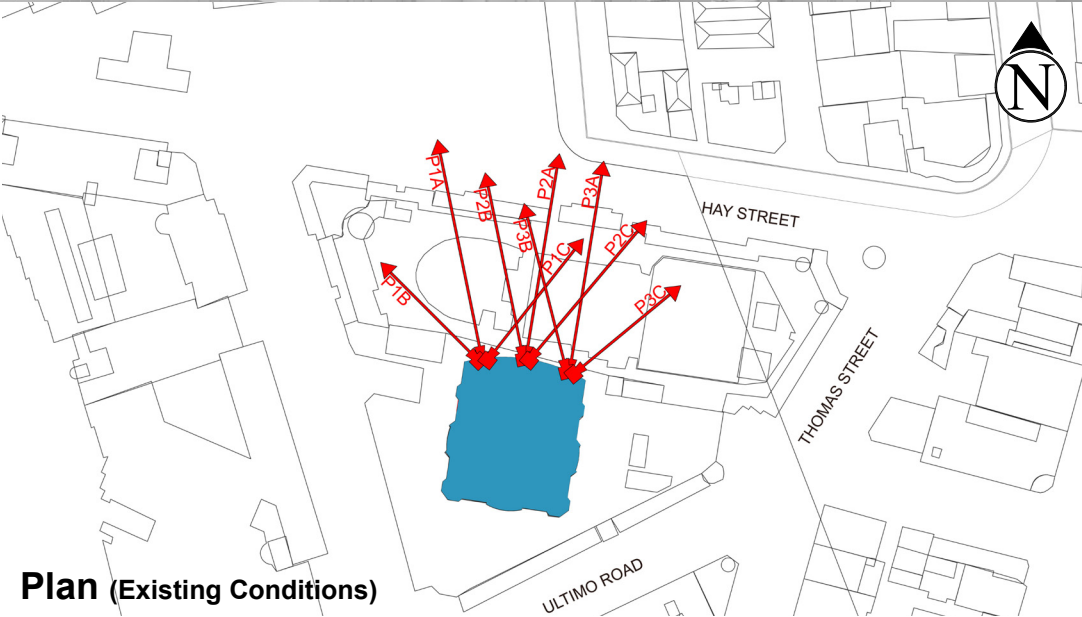 N
P1A
P2B
P2A
P3A
P3B
P1C
P2C
P1B
P3C
HAY STREET
THOMAS STREET
ULTIMO ROAD
Plan (Existing Conditions)